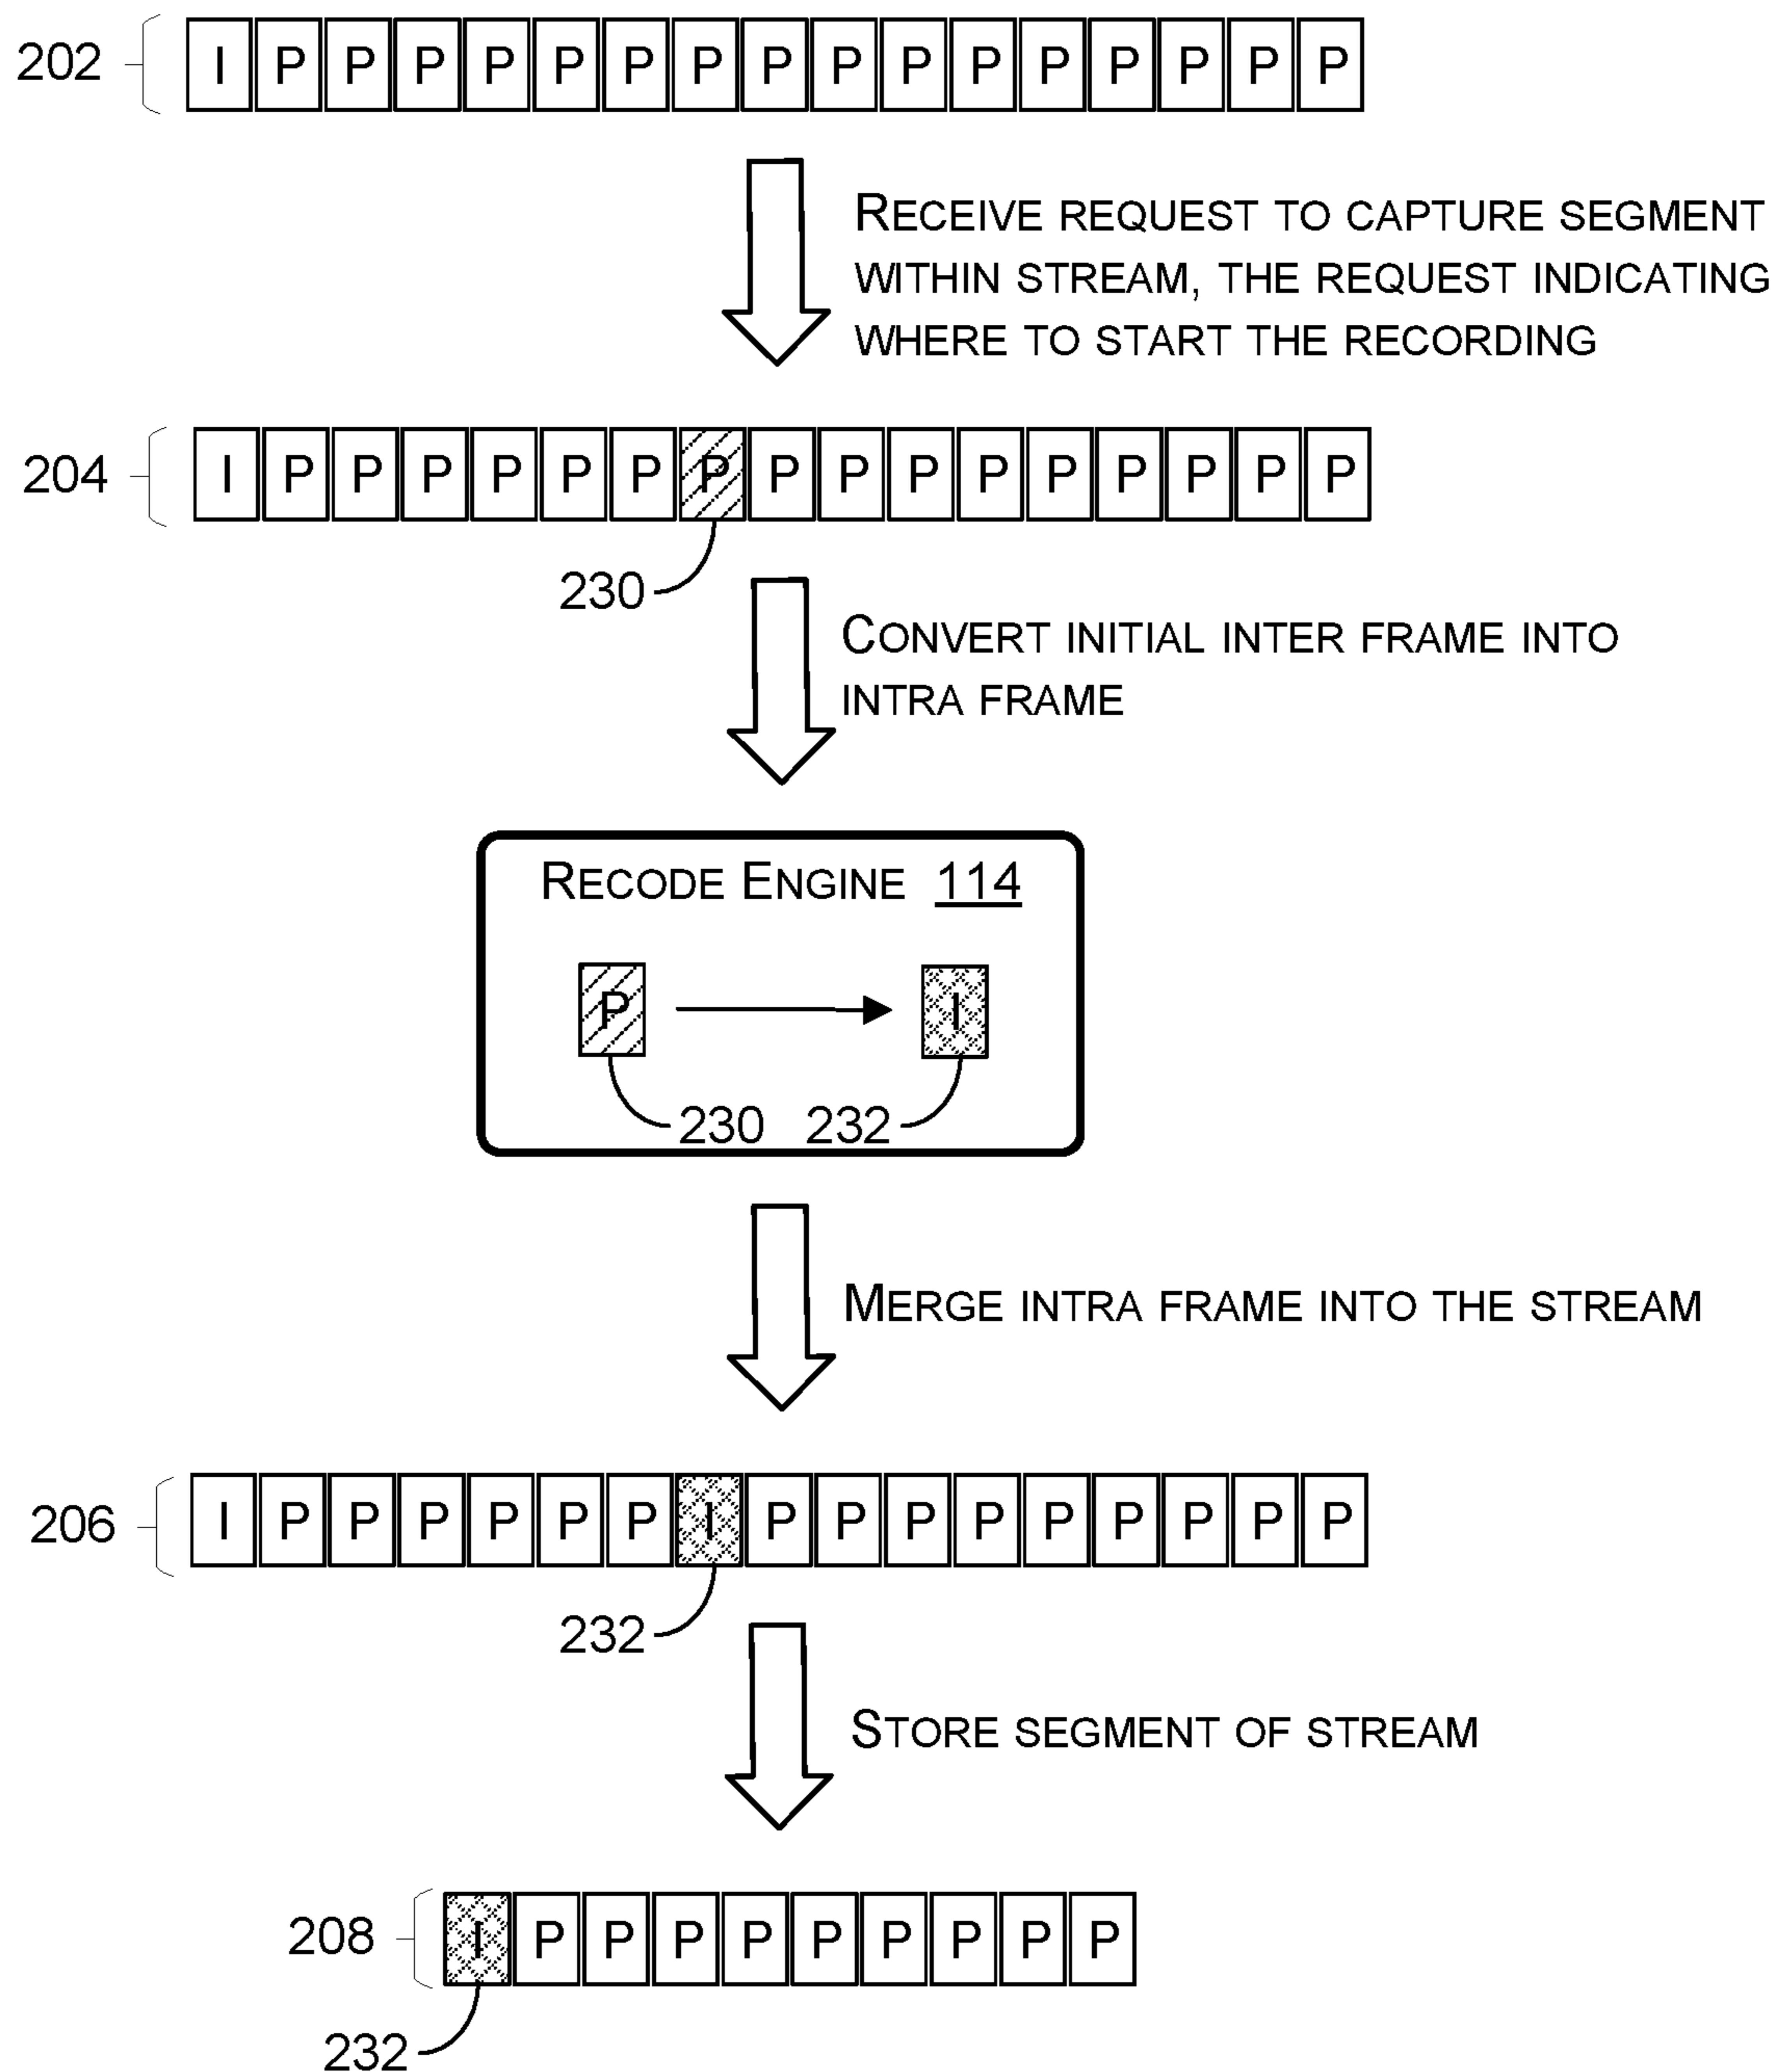 202 I P P P P P P P P P P P P P P P P
RECEIVE REQUEST TO CAPTURE SEGMENT
WITHIN STREAM, THE REQUEST INDICATING
WHERE TO START THE RECORDING
204 I P P P P P P P P P P P P P P P P
230
CONVERT INITIAL INTER FRAME INTO
INTRA FRAME
RECODE ENGINE 114
P I
230 232
MERGE INTRA FRAME INTO THE STREAM
206 I P P P P P P I P P P P P P P P P
232
STORE SEGMENT OF STREAM
208 I P P P P P P P P P
232